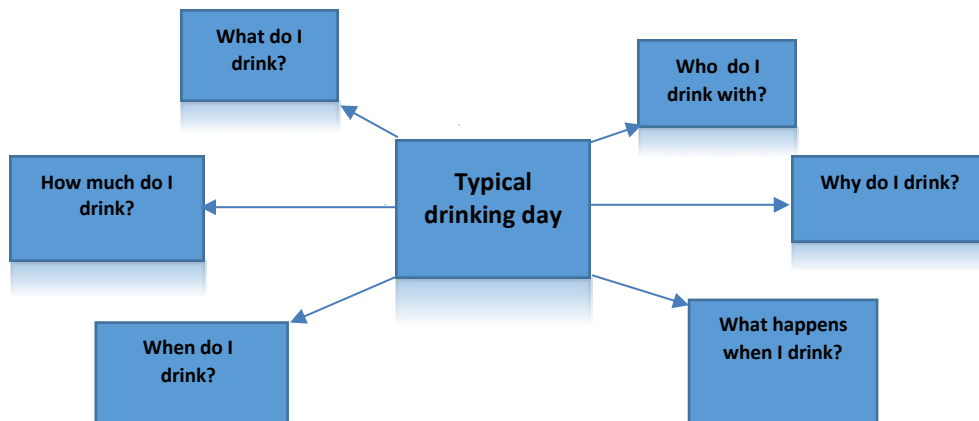 What do I
drink?
Who do I
drink with?
How much do I
drink?
Typical
drinking day
Why do I drink?
When do I
drink?
What happens
when I drink?